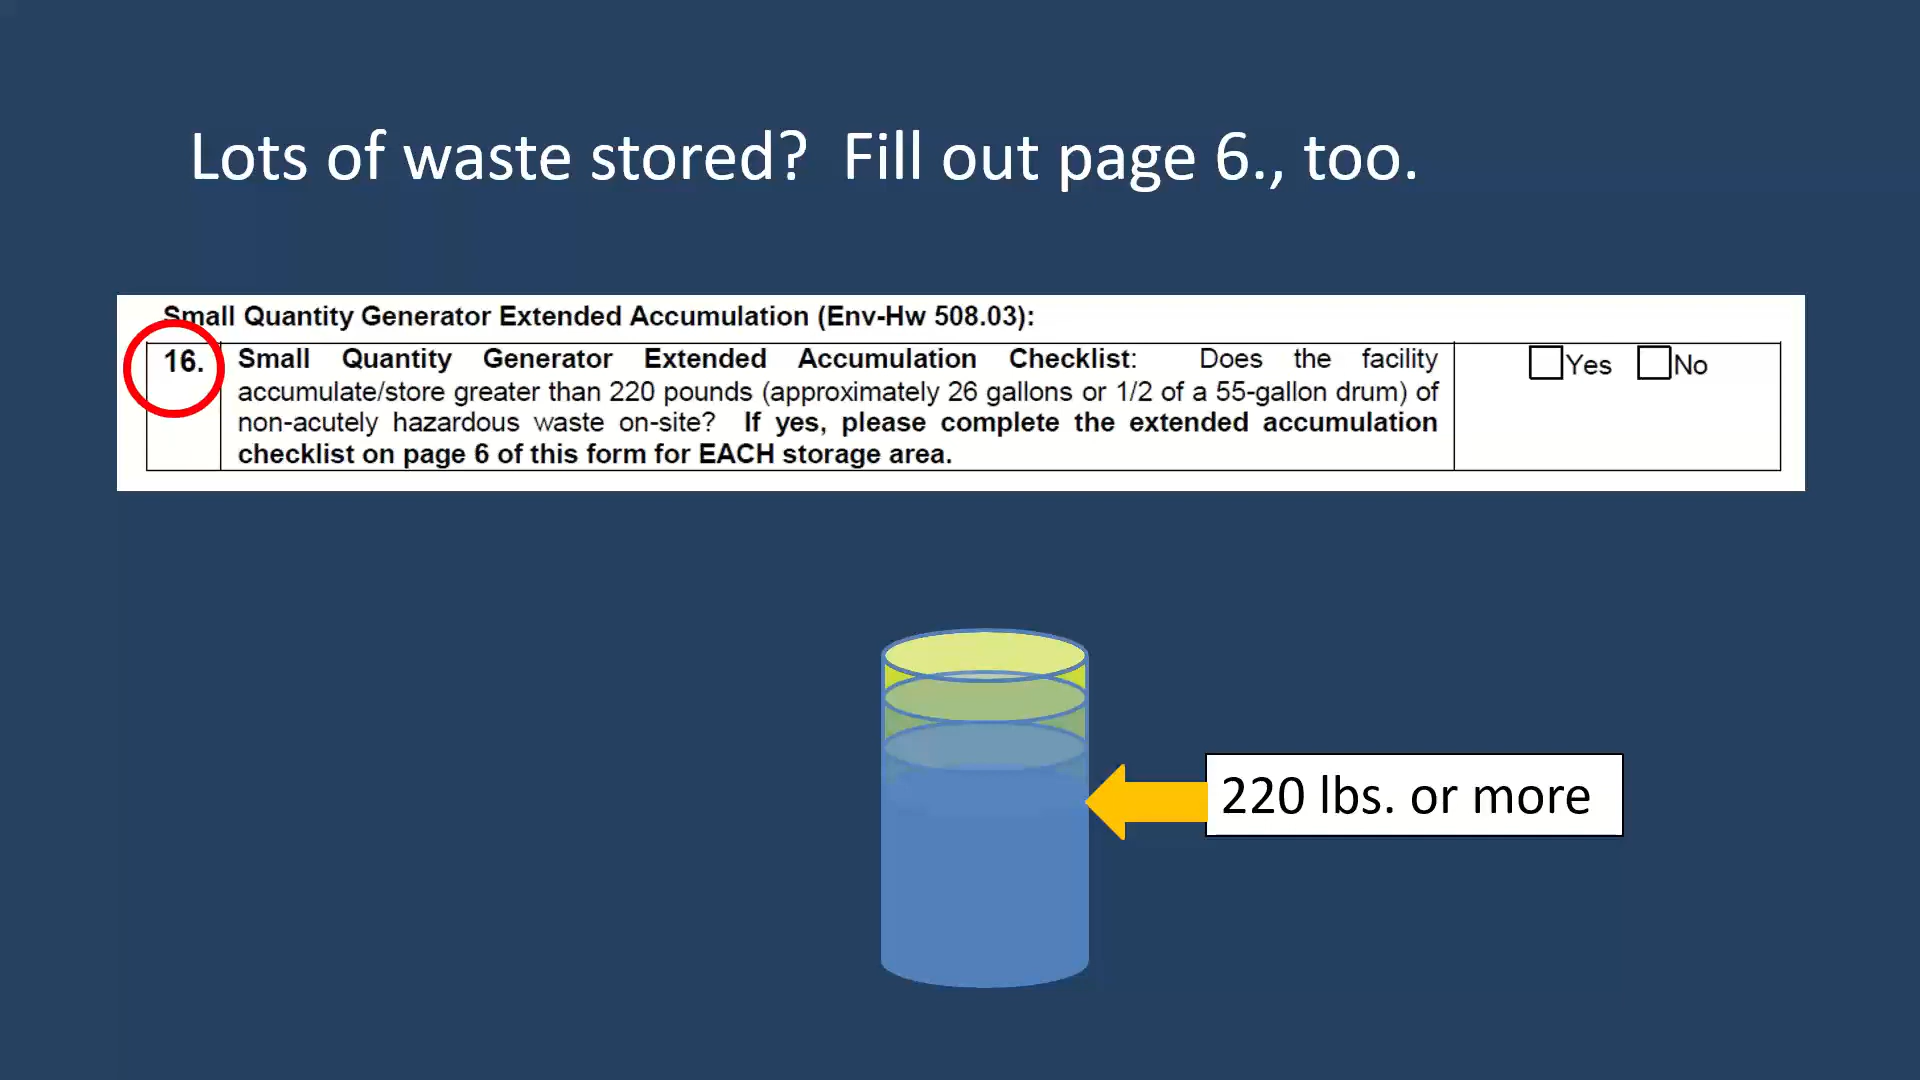 Lots of waste stored?  Fill out page 6., too.
Small Quantity Generator Extended Accumulation (Env-Hw 508.03):
16. Small Quantity Generator Extended Accumulation Checklist: Does the facility Yes No
accumulate/store greater than 220 pounds (approximately 26 gallons or 1/2 of a 55-gallon drum) of
non-acutely hazardous waste on-site? If yes, please complete the extended accumulation
checklist on page 6 of this form for EACH storage area.
220 lbs. or more